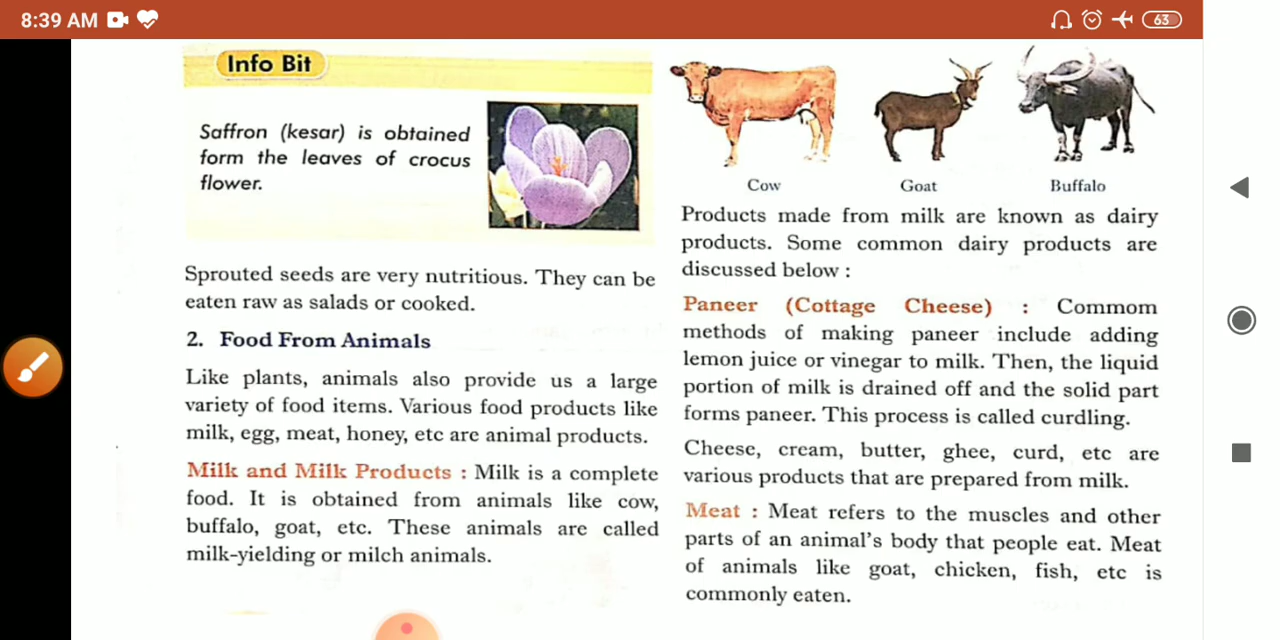 8:39 AM
63
Info Bit
Saffron (kesar) is obtained
form the leaves of crocus
flower.
Sprouted seeds are very nutritious. They can be
eaten raw as salads or cooked.
2. Food From Animals
Like plants, animals also provide us a large
variety of food items. Various food products like
milk, egg, meat, honey, etc are animal products.
Milk and Milk Products : Milk is a complete
food. It is obtained from animals like cow,
buffalo, goat, etc. These animals are called
milk-yielding or milch animals.
Cow
Goat
Buffalo
Products made from milk are known as dairy
products. Some common dairy products are
discussed below :
Paneer (Cottage Cheese) : Commom
methods of making paneer include adding
lemon juice or vinegar to milk. Then, the liquid
portion of milk is drained off and the solid part
forms paneer. This process is called curdling.
Cheese, cream, butter, ghee, curd, etc are
various products that are prepared from milk.
Meat : Meat refers to the muscles and other
parts of an animal's body that people eat. Meat
of animals like goat, chicken, fish, etc is
commonly eaten.